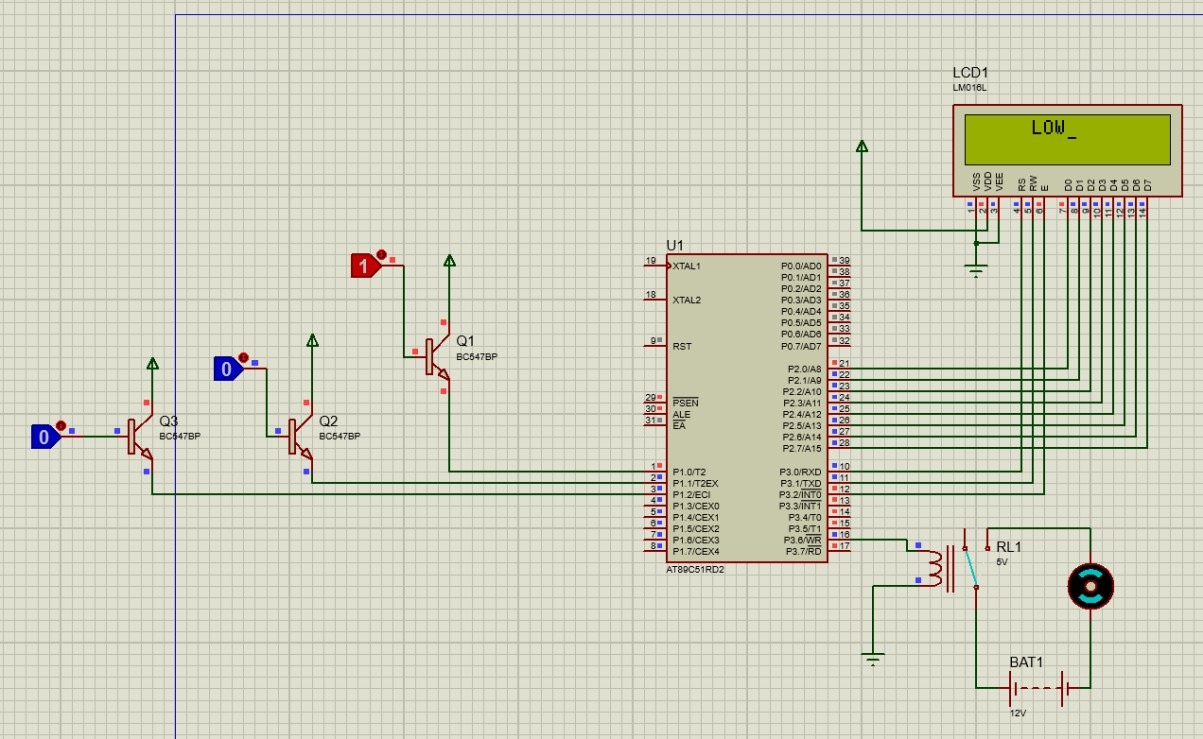 LCD1
LM016L
LOW_
VSS
VDD
VEE
RS
RW
E
D0
D1
D2
D3
D4
D5
D6
D7
1
2
3
4
5
6
7
8
9
10
11
12
13
14
1
Q1
BC547BP
0
Q2
BC547BP
0
Q3
BC547BP
U1
19 XTAL1
18 XTAL2
9 RST
29 PSEN
30 ALE
31 EA
1 P1.0/T2
2 P1.1/T2EX
3 P1.2/ECI
4 P1.3/CEX0
5 P1.4/CEX1
6 P1.5/CEX2
7 P1.6/CEX3
8 P1.7/CEX4
P0.0/AD0 39
P0.1/AD1 38
P0.2/AD2 37
P0.3/AD3 36
P0.4/AD4 35
P0.5/AD5 34
P0.6/AD6 33
P0.7/AD7 32
P2.0/A8 21
P2.1/A9 22
P2.2/A10 23
P2.3/A11 24
P2.4/A12 25
P2.5/A13 26
P2.6/A14 27
P2.7/A15 28
P3.0/RXD 10
P3.1/TXD 11
P3.2/INT0 12
P3.3/INT1 13
P3.4/T0 14
P3.5/T1 15
P3.6/WR 16
P3.7/RD 17
AT89C51RD2
RL1
5V
BAT1
12V